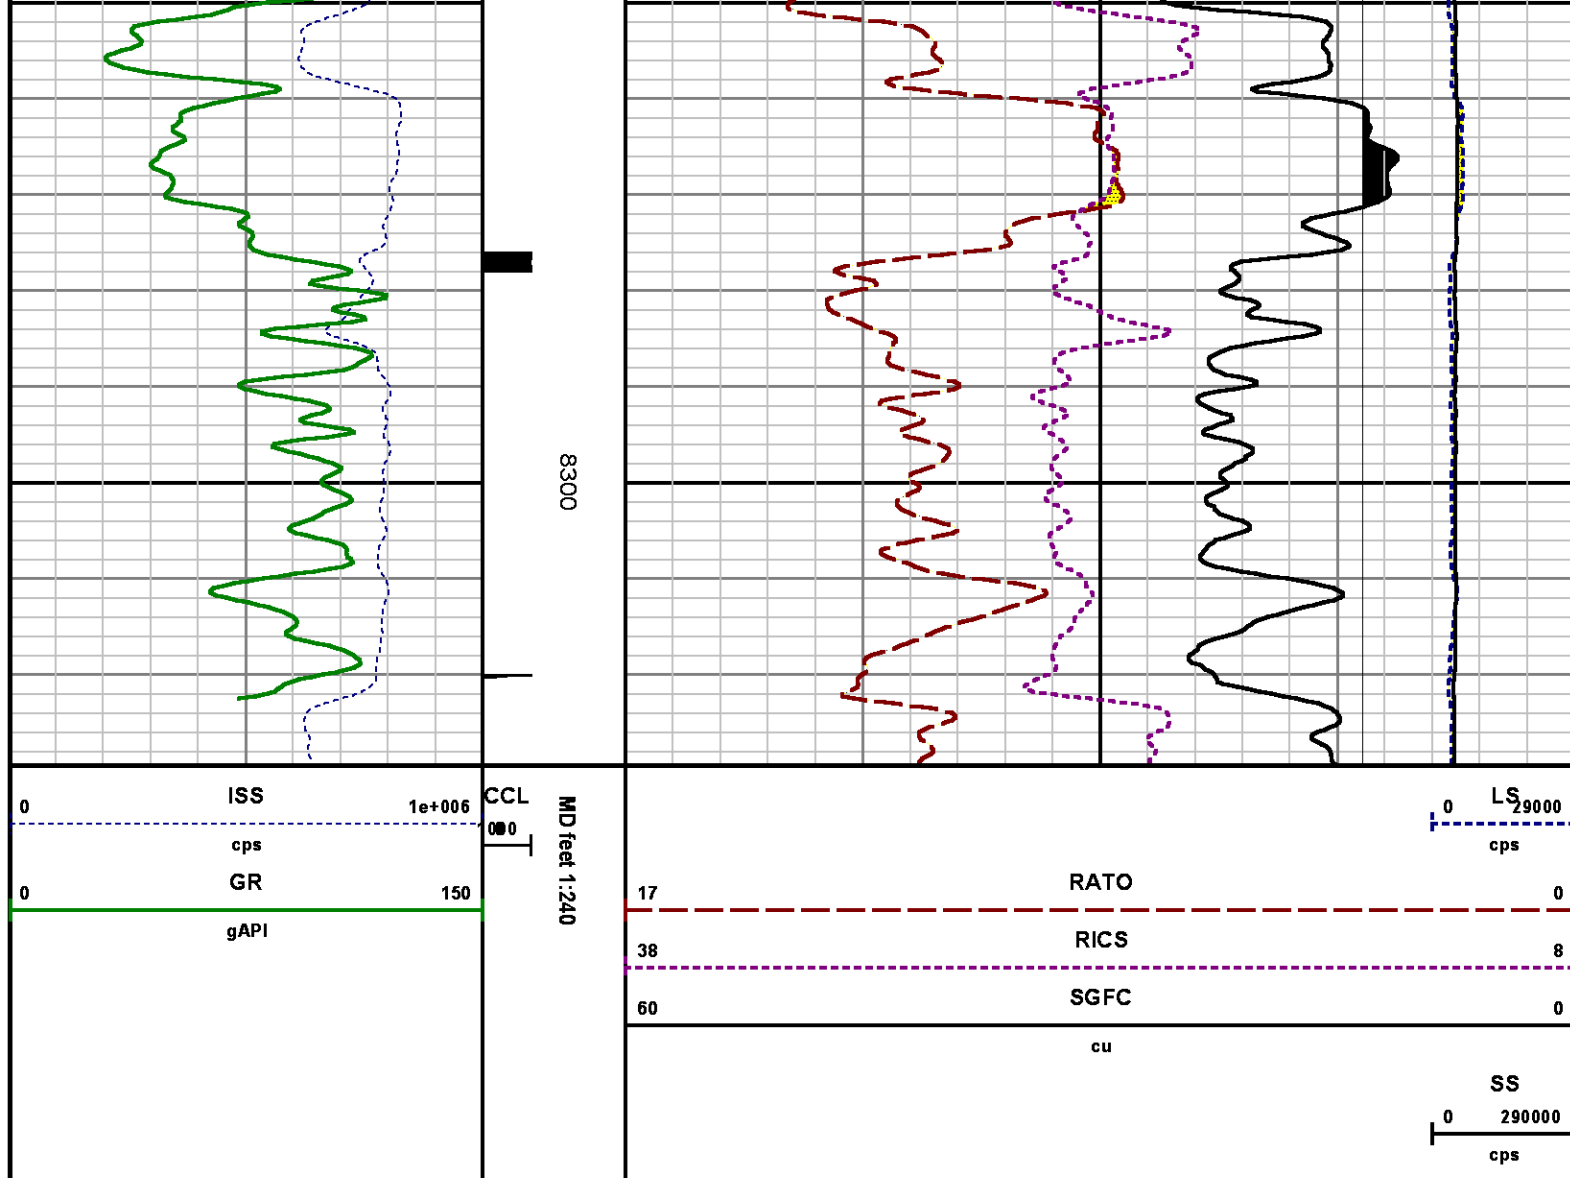 8300
ISS
0 1e+006
cps
GR
0 150
gAPI
CCL
MD feet 1:240
LS
0 29000
cps
RATO
17 0
RICS
38 8
SGFC
60 0
cu
SS
0 290000
cps